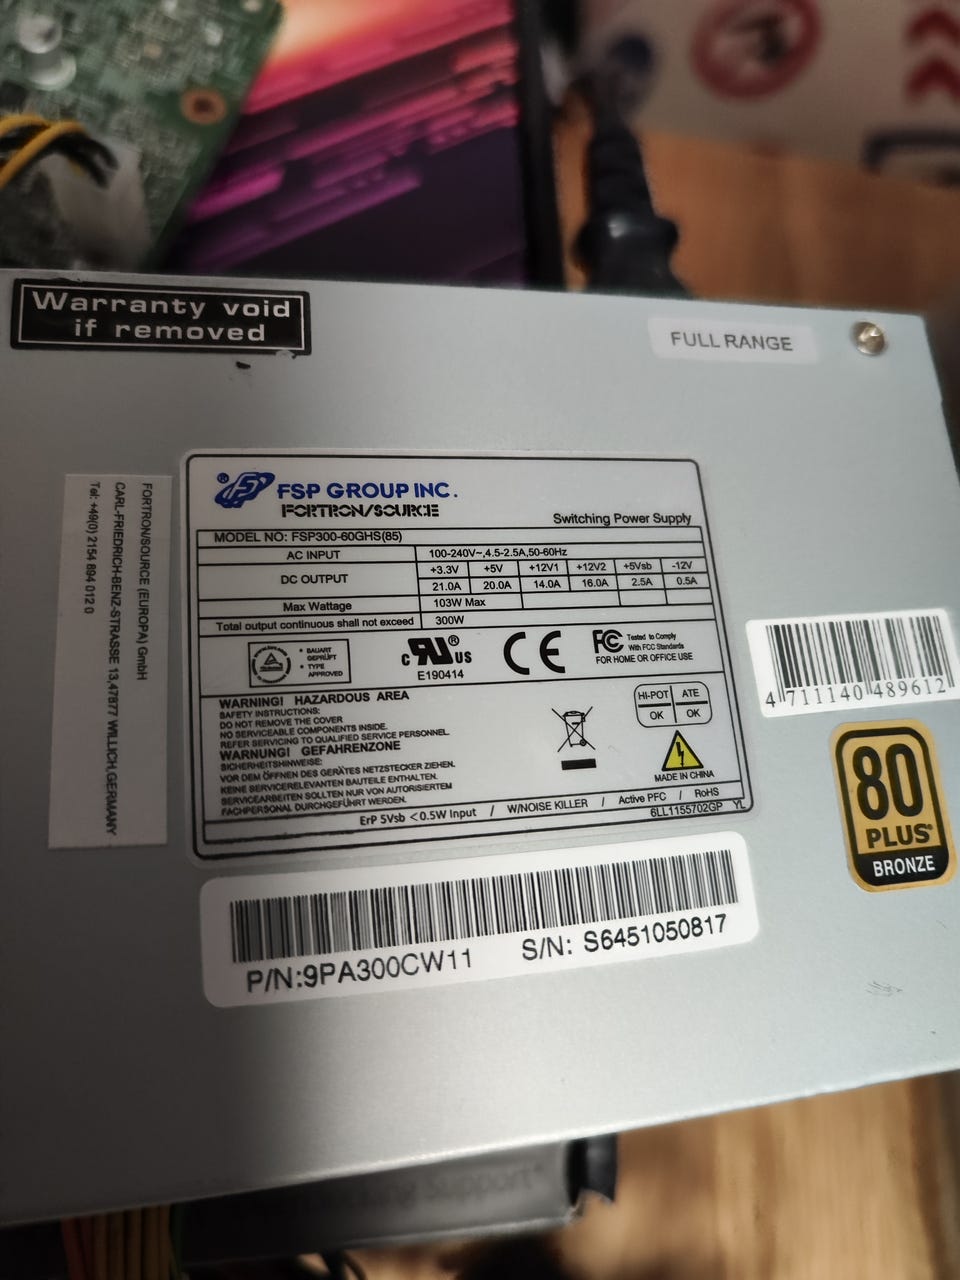 Warranty void
if removed
FULL RANGE
FORTRON/SOURCE (EUROPA) GmbH
CARL-FRIEDRICH-BENZ-STRASSE 13,47877 WILLICH,GERMANY
Tel: +49(0) 2154 894 012 0
® FSP GROUP INC.
FORTRON/SOURCE
Switching Power Supply
MODEL NO: FSP300-60GHS(85)
AC INPUT 100-240V~,4.5-2.5A,50-60Hz
DC OUTPUT
+3.3V +5V +12V1 +12V2 +5Vsb -12V
21.0A 20.0A 14.0A 16.0A 2.5A 0.5A
Max Wattage 103W Max
Total output continuous shall not exceed 300W
• BAUART
GEPRÜFT
• TYPE
APPROVED
c RU ® US
E190414
CE
FC Tested to Comply
With FCC Standards
FOR HOME OR OFFICE USE
WARNING! HAZARDOUS AREA
SAFETY INSTRUCTIONS:
DO NOT REMOVE THE COVER
NO SERVICEABLE COMPONENTS INSIDE.
REFER SERVICING TO QUALIFIED SERVICE PERSONNEL.
WARNUNG! GEFAHRENZONE
SICHERHEITSHINWEISE:
VOR DEM ÖFFNEN DES GERÄTES NETZSTECKER ZIEHEN.
KEINE SERVICERELEVANTEN BAUTEILE ENTHALTEN.
SERVICEARBEITEN SOLLTEN NUR VON AUTORISIERTEM
FACHPERSONAL DURCHGEFÜHRT WERDEN.
HI-POT ATE
OK OK
MADE IN CHINA
ErP 5Vsb <0.5W Input / W/NOISE KILLER / Active PFC / RoHS
6LL1155702GP YL
4 711140 489612
80
PLUS®
BRONZE
P/N:9PA300CW11 S/N: S6451050817
Support